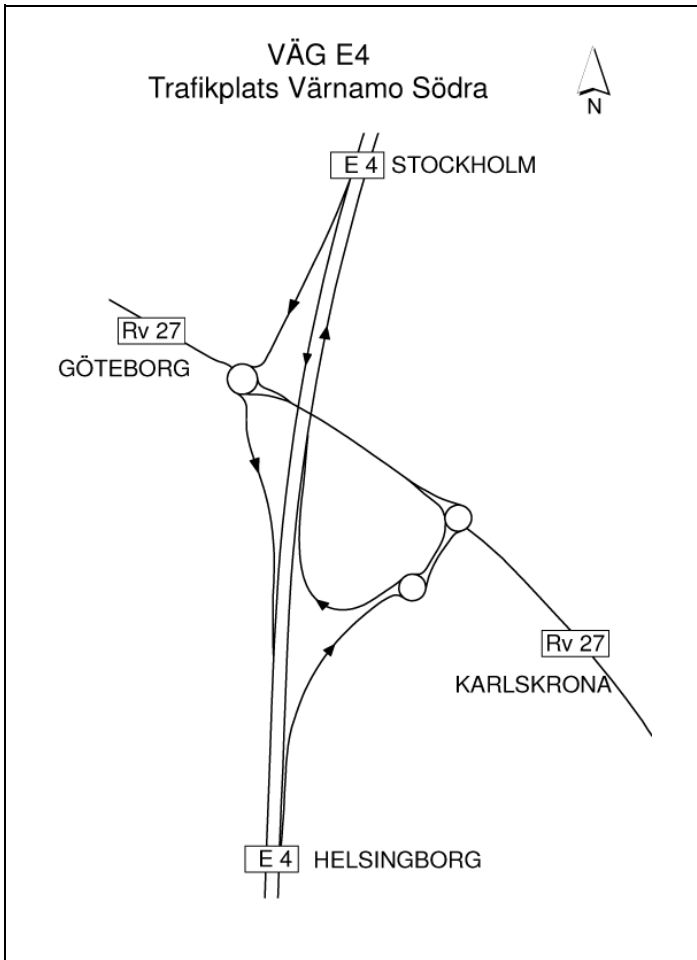 VÄG E4
Trafikplats Värnamo Södra
N
E 4 STOCKHOLM
Rv 27
GÖTEBORG
Rv 27
KARLSKRONA
E 4 HELSINGBORG